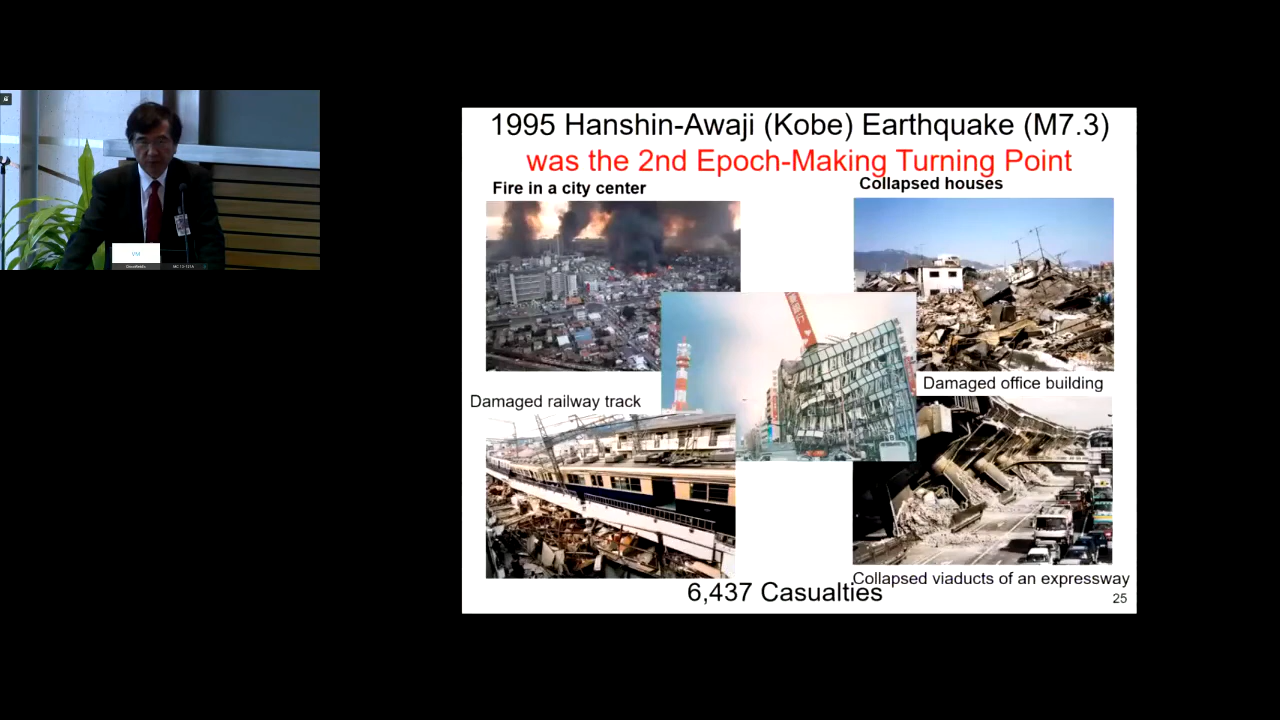 1995 Hanshin-Awaji (Kobe) Earthquake (M7.3)
was the 2nd Epoch-Making Turning Point
Fire in a city center
Collapsed houses
Damaged office building
Damaged railway track
Collapsed viaducts of an expressway
6,437 Casualties
25
VM